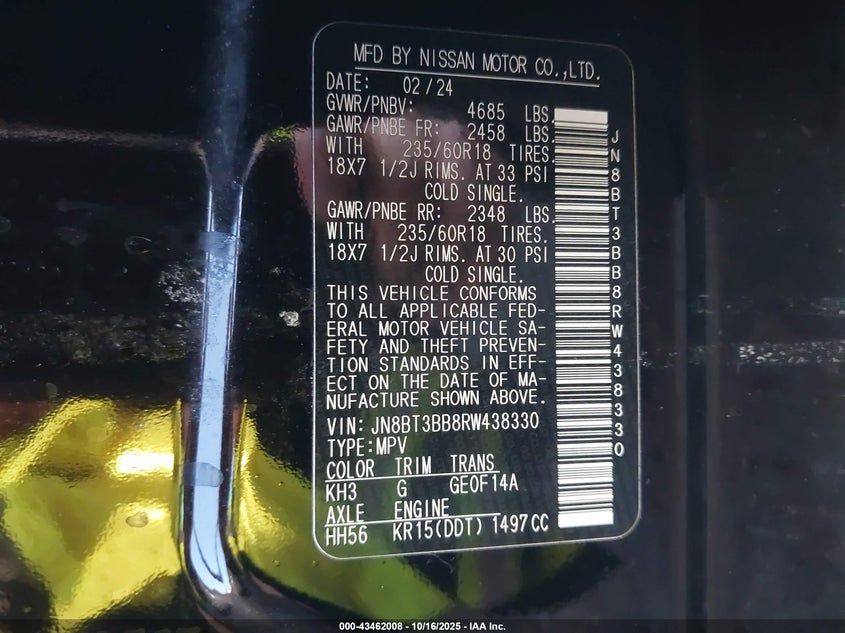 MFD BY NISSAN MOTOR CO.,LTD.
DATE: 02/24
GVWR/PNBV: 4685 LBS.
GAWR/PNBE FR: 2458 LBS.
WITH 235/60R18 TIRES.
18X7 1/2J RIMS. AT 33 PSI
COLD SINGLE.
GAWR/PNBE RR: 2348 LBS.
WITH 235/60R18 TIRES.
18X7 1/2J RIMS. AT 30 PSI
COLD SINGLE.
THIS VEHICLE CONFORMS
TO ALL APPLICABLE FED-
ERAL MOTOR VEHICLE SA-
FETY AND THEFT PREVEN-
TION STANDARDS IN EFF-
ECT ON THE DATE OF MA-
NUFACTURE SHOWN ABOVE.
VIN: JN8BT3BB8RW438330
TYPE:MPV
COLOR TRIM TRANS
KH3 G GE0F14A
AXLE ENGINE
HH56 KR15(DDT) 1497CC
JN8BT3BB8RW438330
000-43462008 - 10/16/2025 - IAA Inc.